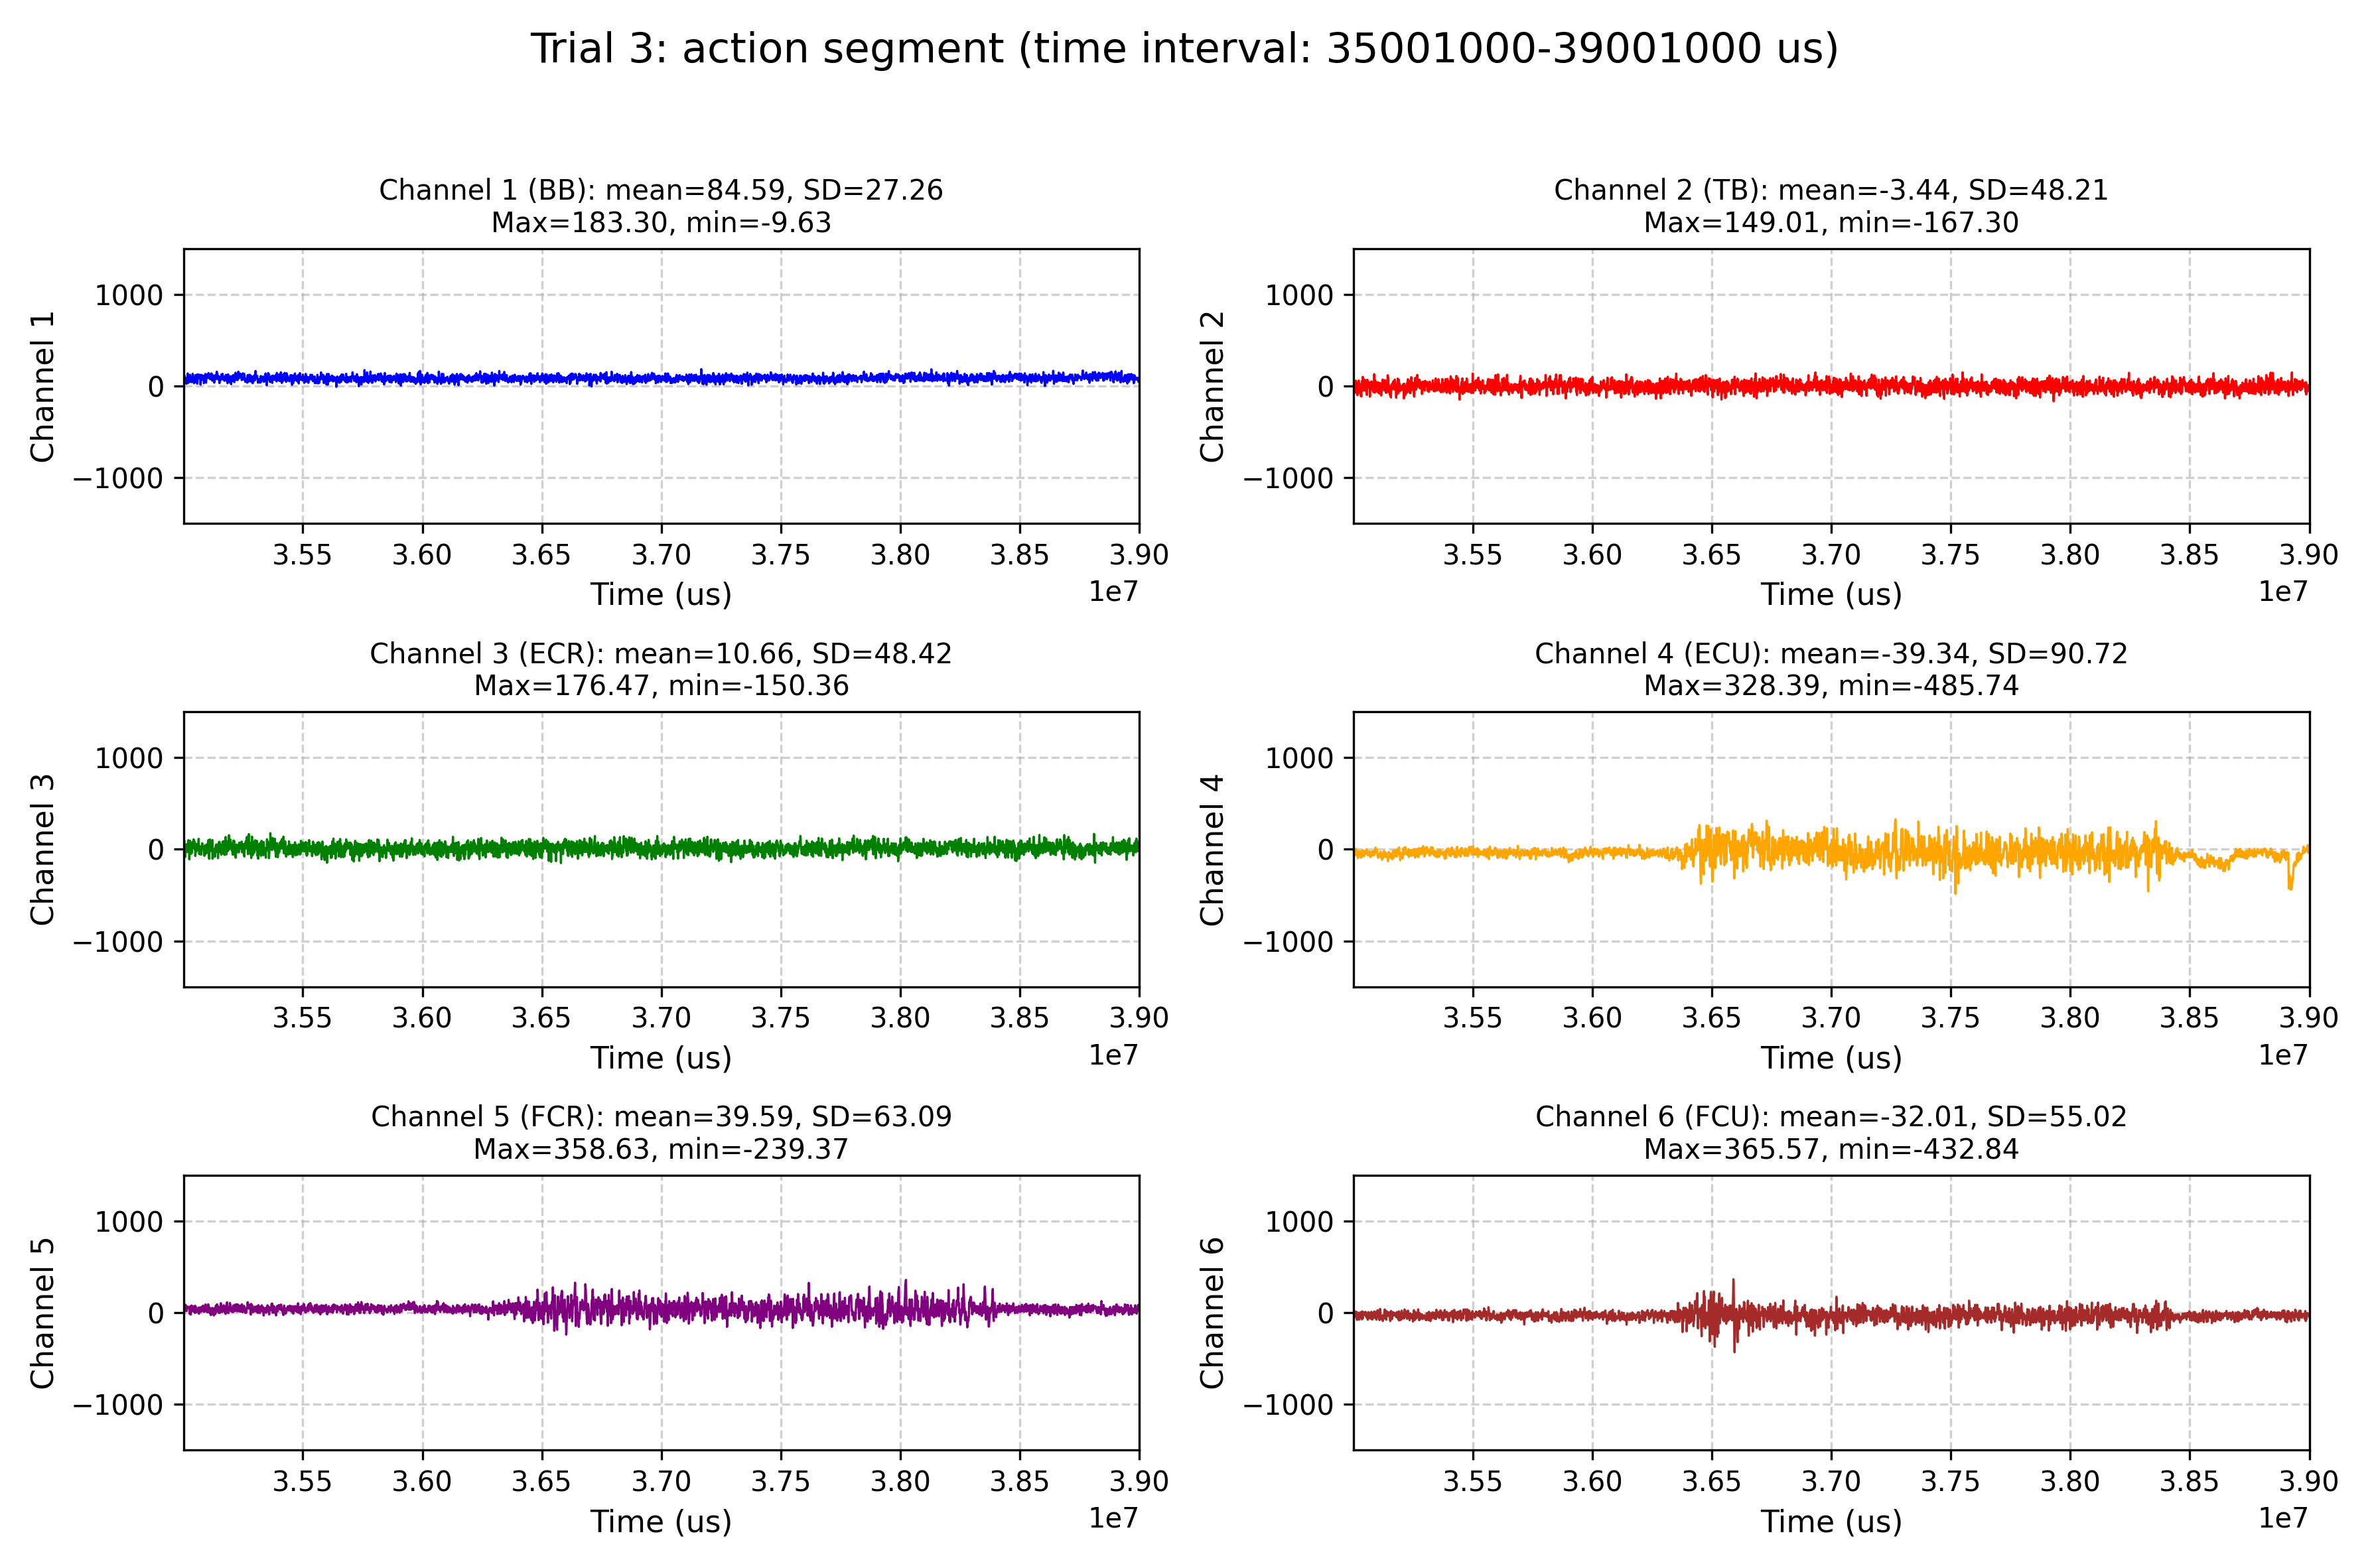 Trial 3: action segment (time interval: 35001000-39001000 us)
Channel 1 (BB): mean=84.59, SD=27.26
Max=183.30, min=-9.63
Channel 1
1000
0
−1000
3.55 3.60 3.65 3.70 3.75 3.80 3.85 3.90
1e7
Time (us)
Channel 2 (TB): mean=-3.44, SD=48.21
Max=149.01, min=-167.30
Channel 2
1000
0
−1000
3.55 3.60 3.65 3.70 3.75 3.80 3.85 3.90
1e7
Time (us)
Channel 3 (ECR): mean=10.66, SD=48.42
Max=176.47, min=-150.36
Channel 3
1000
0
−1000
3.55 3.60 3.65 3.70 3.75 3.80 3.85 3.90
1e7
Time (us)
Channel 4 (ECU): mean=-39.34, SD=90.72
Max=328.39, min=-485.74
Channel 4
1000
0
−1000
3.55 3.60 3.65 3.70 3.75 3.80 3.85 3.90
1e7
Time (us)
Channel 5 (FCR): mean=39.59, SD=63.09
Max=358.63, min=-239.37
Channel 5
1000
0
−1000
3.55 3.60 3.65 3.70 3.75 3.80 3.85 3.90
1e7
Time (us)
Channel 6 (FCU): mean=-32.01, SD=55.02
Max=365.57, min=-432.84
Channel 6
1000
0
−1000
3.55 3.60 3.65 3.70 3.75 3.80 3.85 3.90
1e7
Time (us)